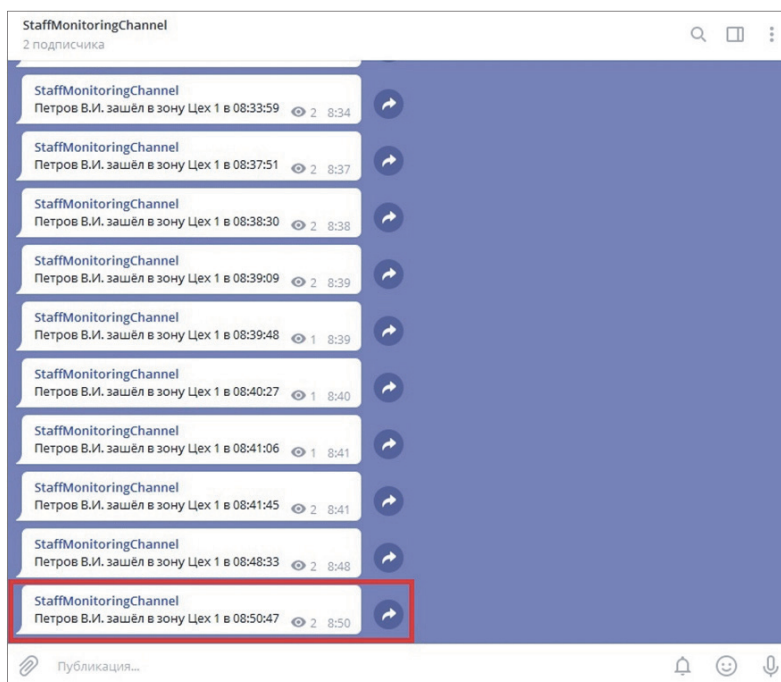 StaffMonitoringChannel
2 подписчика
StaffMonitoringChannel
Петров В.И. зашёл в зону Цех 1 в 08:33:59 2 8:34
StaffMonitoringChannel
Петров В.И. зашёл в зону Цех 1 в 08:37:51 2 8:37
StaffMonitoringChannel
Петров В.И. зашёл в зону Цех 1 в 08:38:30 2 8:38
StaffMonitoringChannel
Петров В.И. зашёл в зону Цех 1 в 08:39:09 2 8:39
StaffMonitoringChannel
Петров В.И. зашёл в зону Цех 1 в 08:39:48 1 8:39
StaffMonitoringChannel
Петров В.И. зашёл в зону Цех 1 в 08:40:27 1 8:40
StaffMonitoringChannel
Петров В.И. зашёл в зону Цех 1 в 08:41:06 1 8:41
StaffMonitoringChannel
Петров В.И. зашёл в зону Цех 1 в 08:41:45 2 8:41
StaffMonitoringChannel
Петров В.И. зашёл в зону Цех 1 в 08:48:33 2 8:48
StaffMonitoringChannel
Петров В.И. зашёл в зону Цех 1 в 08:50:47 2 8:50
Публикация...